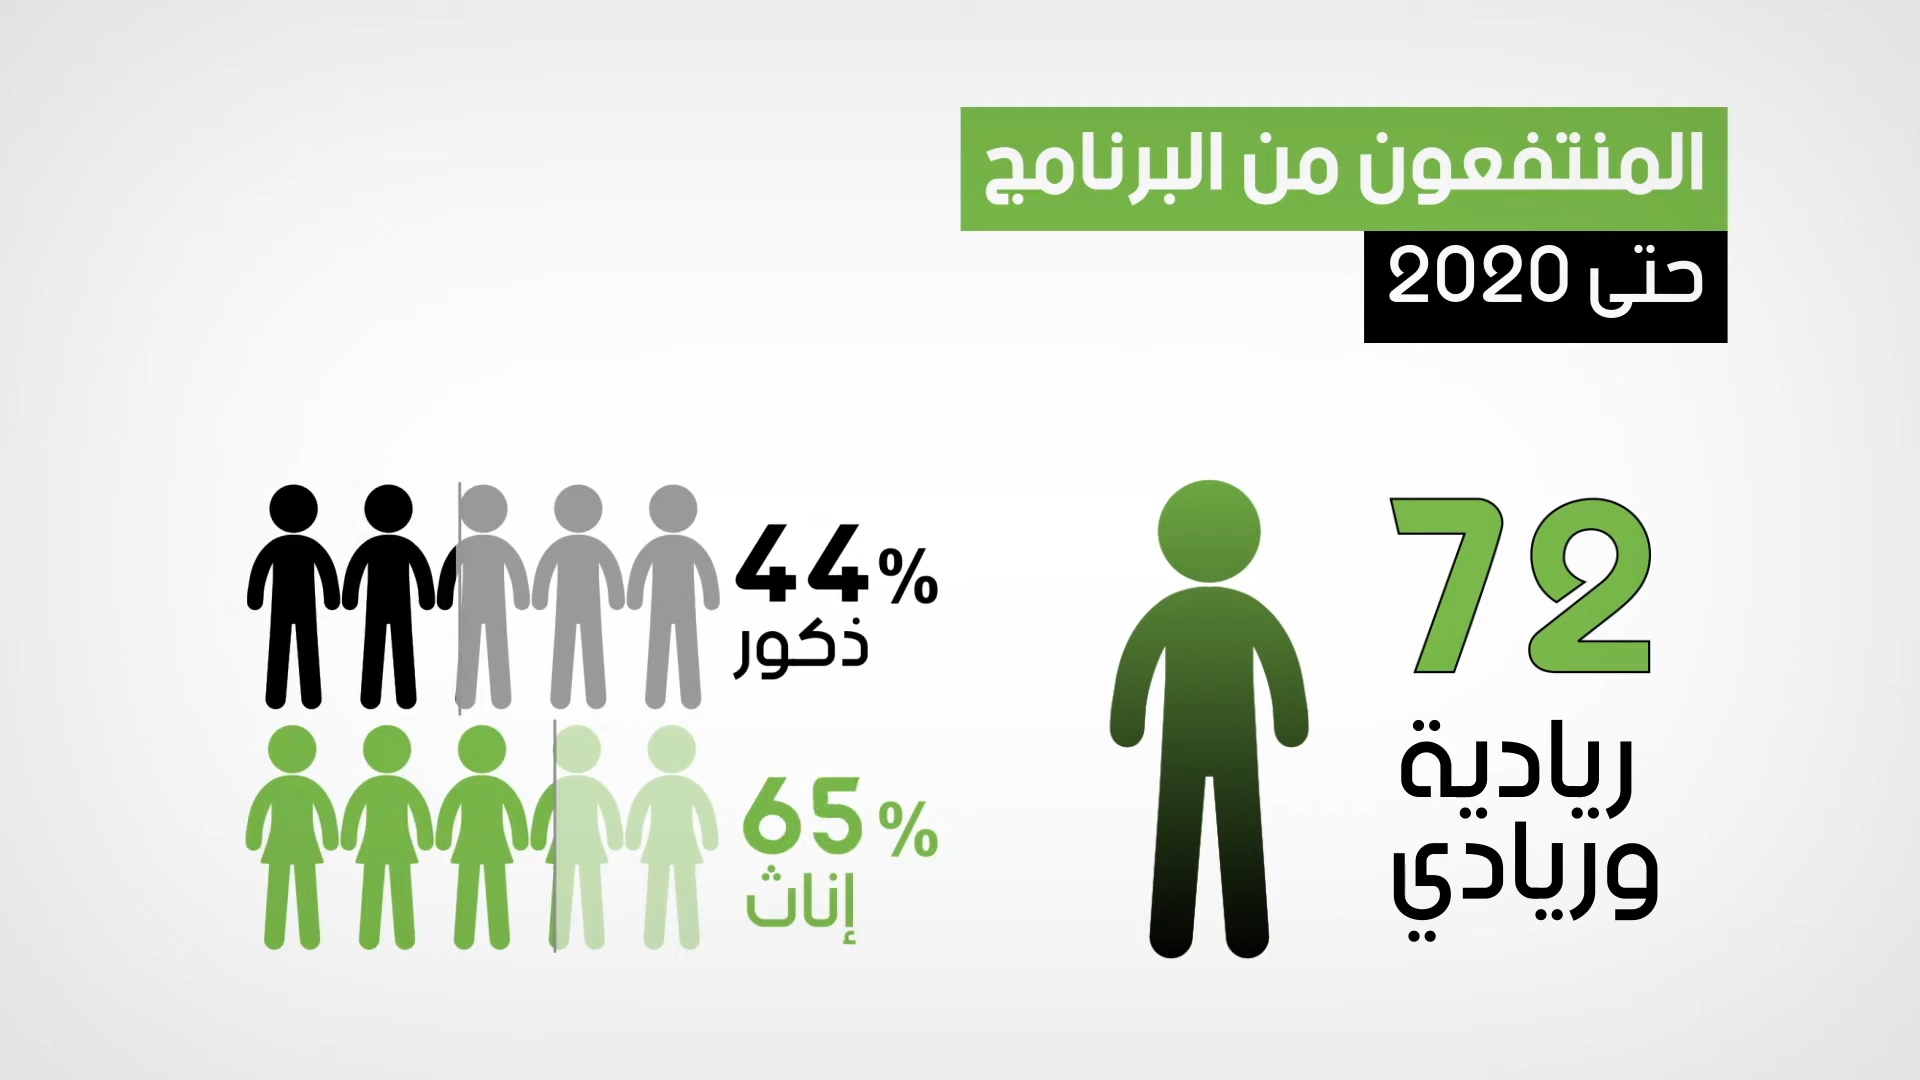 المنتفعون من البرنامج
حتى 2020
72
ريادية
وريادي
44%
ذكور
65%
إناث